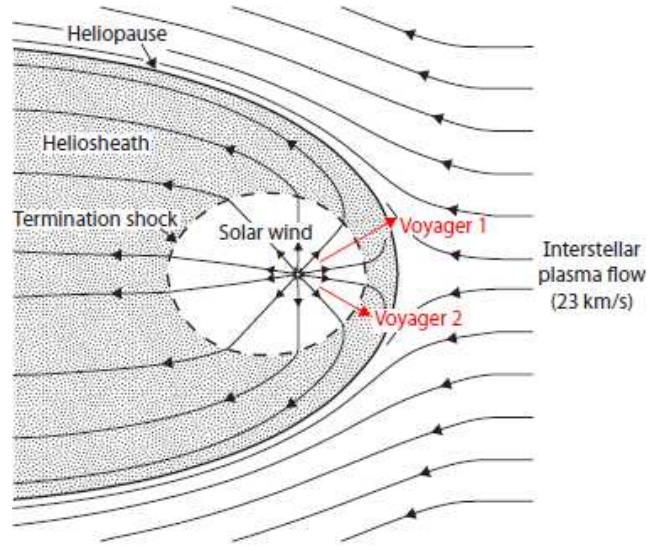 Heliopause
Heliosheath
Termination shock
Solar wind
Voyager 1
Voyager 2
Interstellar
plasma flow
(23 km/s)